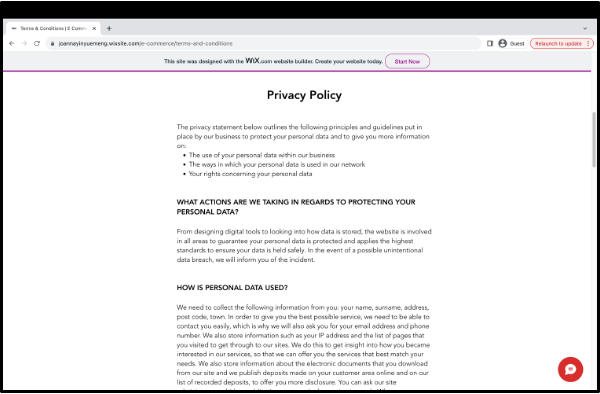 Terms & Conditions | E Comm
joannayinyuemeng.wixsite.com/e-commerce/terms-and-conditions
Guest
Relaunch to update
This site was designed with the WiX.com website builder. Create your website today.
Start Now
Privacy Policy
The privacy statement below outlines the following principles and guidelines put in
place by our business to protect your personal data and to give you more information
on:
• The use of your personal data within our business
• The ways in which your personal data is used in our network
• Your rights concerning your personal data
WHAT ACTIONS ARE WE TAKING IN REGARDS TO PROTECTING YOUR
PERSONAL DATA?
From designing digital tools to looking into how data is stored, the website is involved
in all areas to guarantee your personal data is protected and applies the highest
standards to ensure your data is held safely. In the event of a possible unintentional
data breach, we will inform you of the incident.
HOW IS PERSONAL DATA USED?
We need to collect the following information from you: your name, surname, address,
post code, town. In order to give you the best possible service, we need to be able to
contact you easily, which is why we will also ask you for your email address and phone
number. We also store information such as your IP address and the list of pages that
you visited to get through to our sites. We do this to get insight into how you became
interested in our services, so that we can offer you the services that best match your
needs. We also store information about the electronic documents that you download
from our site and we publish deposits made on your customer area online and on our
list of recorded deposits, to offer you more disclosure. You can ask our site